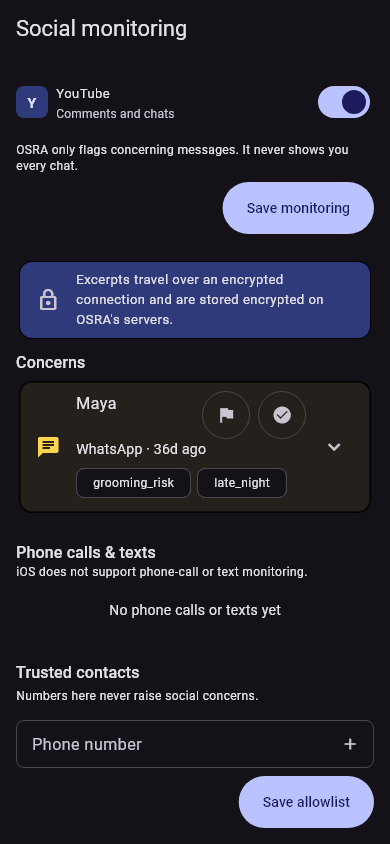 Social monitoring
Y
YouTube
Comments and chats
OSRA only flags concerning messages. It never shows you
every chat.
Save monitoring
Excerpts travel over an encrypted
connection and are stored encrypted on
OSRA's servers.
Concerns
Maya
WhatsApp · 36d ago
grooming_risk
late_night
Phone calls & texts
iOS does not support phone-call or text monitoring.
No phone calls or texts yet
Trusted contacts
Numbers here never raise social concerns.
Phone number
Save allowlist